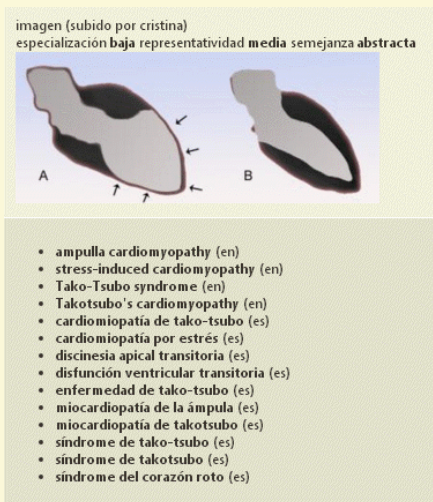 imagen (subido por cristina)
especialización baja representatividad media semejanza abstracta
A
B
ampulla cardiomyopathy (en)
stress-induced cardiomyopathy (en)
Tako-Tsubo syndrome (en)
Takotsubo's cardiomyopathy (en)
cardiomiopatía de tako-tsubo (es)
cardiomiopatía por estrés (es)
discinesia apical transitoria (es)
disfunción ventricular transitoria (es)
enfermedad de tako-tsubo (es)
miocardiopatía de la ámpula (es)
miocardiopatía de takotsubo (es)
síndrome de tako-tsubo (es)
síndrome de takotsubo (es)
síndrome del corazón roto (es)